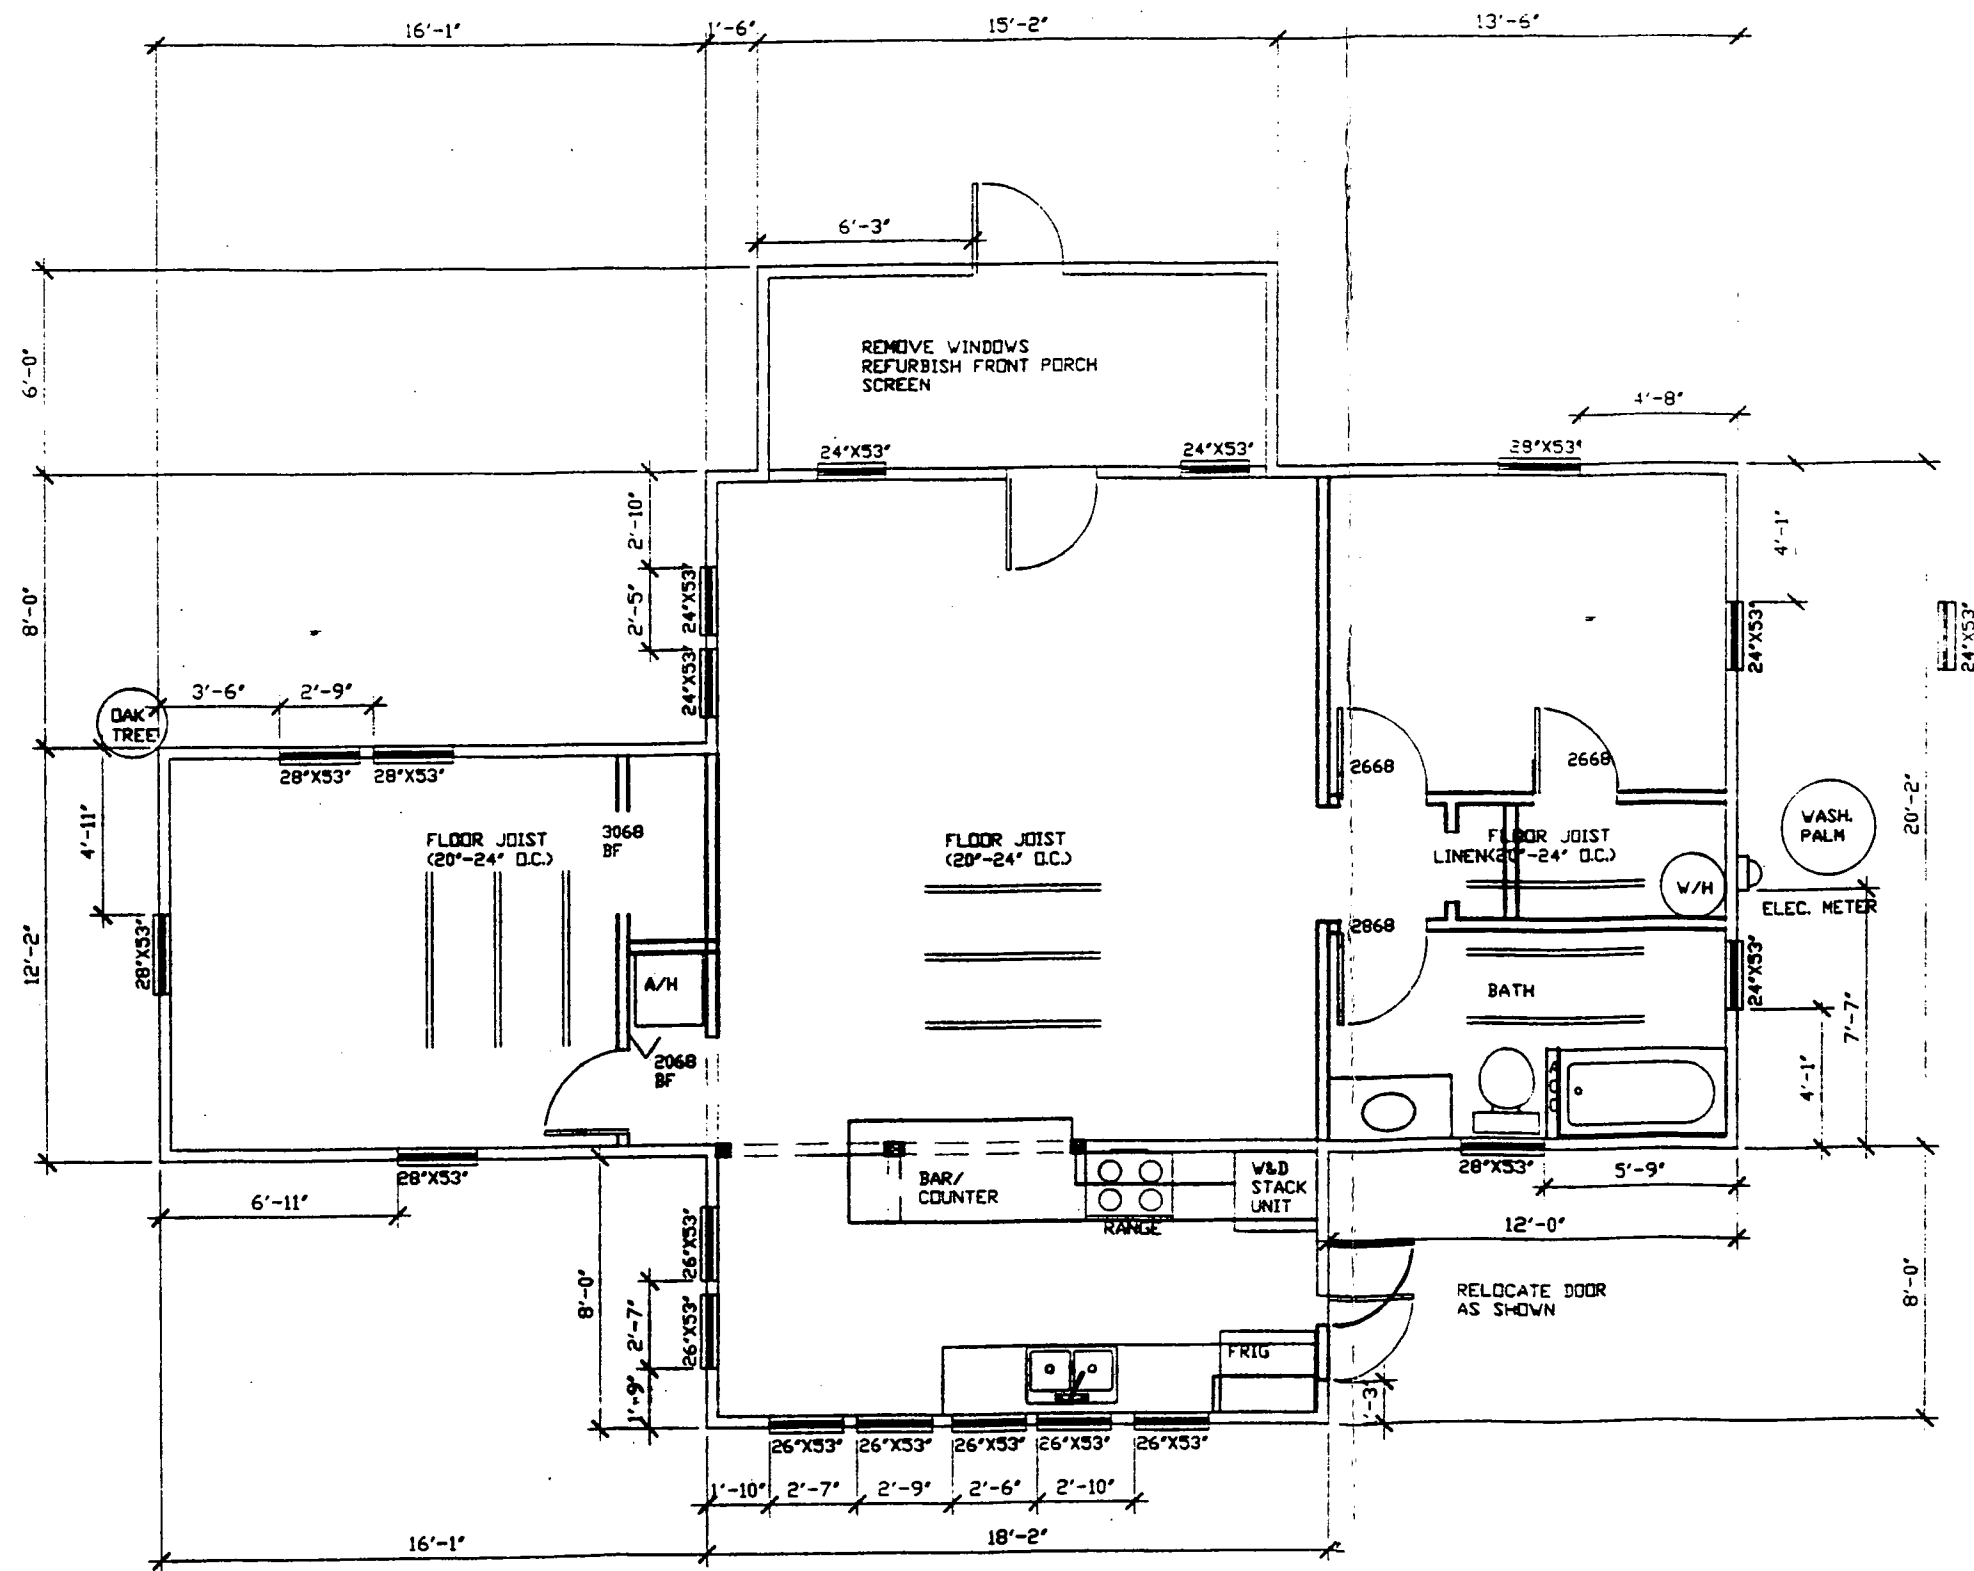 16'-1"
1'-6"
15'-2"
13'-6"
6'-3"
6'-0"
REMOVE WINDOWS
REFURBISH FRONT PORCH
SCREEN
4'-8"
24"X53"
24"X53"
28"X53"
2'-10"
4'-1"
8'-0"
2'-5"
24"X53"
24"X53"
24"X53"
24"X53"
3'-6"
2'-9"
OAK
TREE
28"X53"
28"X53"
2668
2668
4'-11"
FLOOR JOIST
(20"-24" O.C.)
3068
BF
FLOOR JOIST
(20"-24" O.C.)
FLOOR JOIST
LINEN(20"-24" O.C.)
WASH.
PALM
20'-2"
W/H
ELEC. METER
2868
12'-2"
28"X53"
A/H
BATH
24"X53"
7'-7"
2068
BF
4'-1"
28"X53"
BAR/
COUNTER
RANGE
W&D
STACK
UNIT
28"X53"
5'-9"
6'-11"
12'-0"
26"X53"
8'-0"
2'-7"
26"X53"
RELOCATE DOOR
AS SHOWN
8'-0"
FRIG
1'-9"
26"X53"
26"X53"
26"X53"
26"X53"
26"X53"
1'-10"
2'-7"
2'-9"
2'-6"
2'-10"
16'-1"
18'-2"